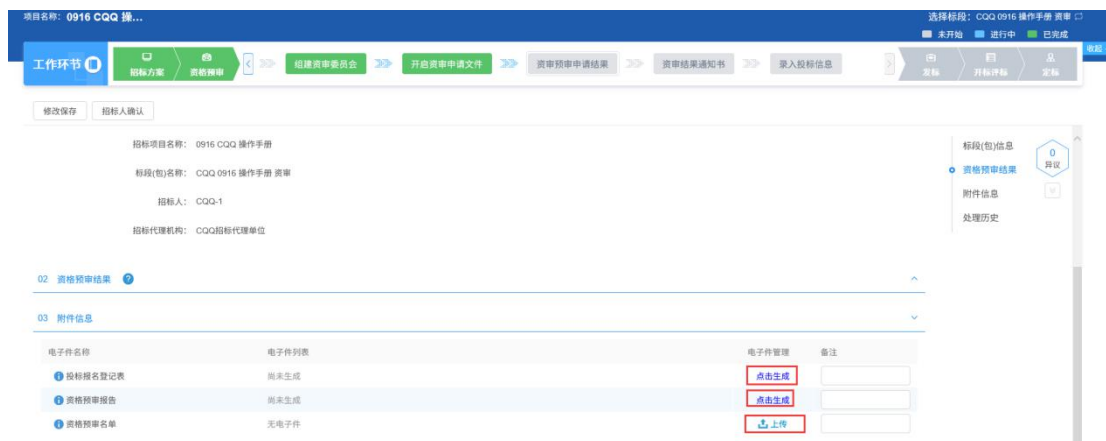 项目名称: 0916 CQQ 操...
选择标段: CQQ 0916 操作手册 资审
未开始 进行中 已完成
收起
工作环节
招标方案 资格预审 组建资审委员会 开启资审申请文件 资审预审申请结果 资审结果通知书 录入投标信息 发标 开标评标 定标
修改保存 招标人确认
招标项目名称: 0916 CQQ 操作手册
标段(包)名称: CQQ 0916 操作手册 资审
招标人: CQQ-1
招标代理机构: CQQ招标代理单位
标段(包)信息
资格预审结果
附件信息
处理历史
0
异议
02 资格预审结果 ?
03 附件信息
电子件名称 电子件列表 电子件管理 备注
投标报名登记表 尚未生成 点击生成
资格预审报告 尚未生成 点击生成
资格预审名单 无电子件 上传